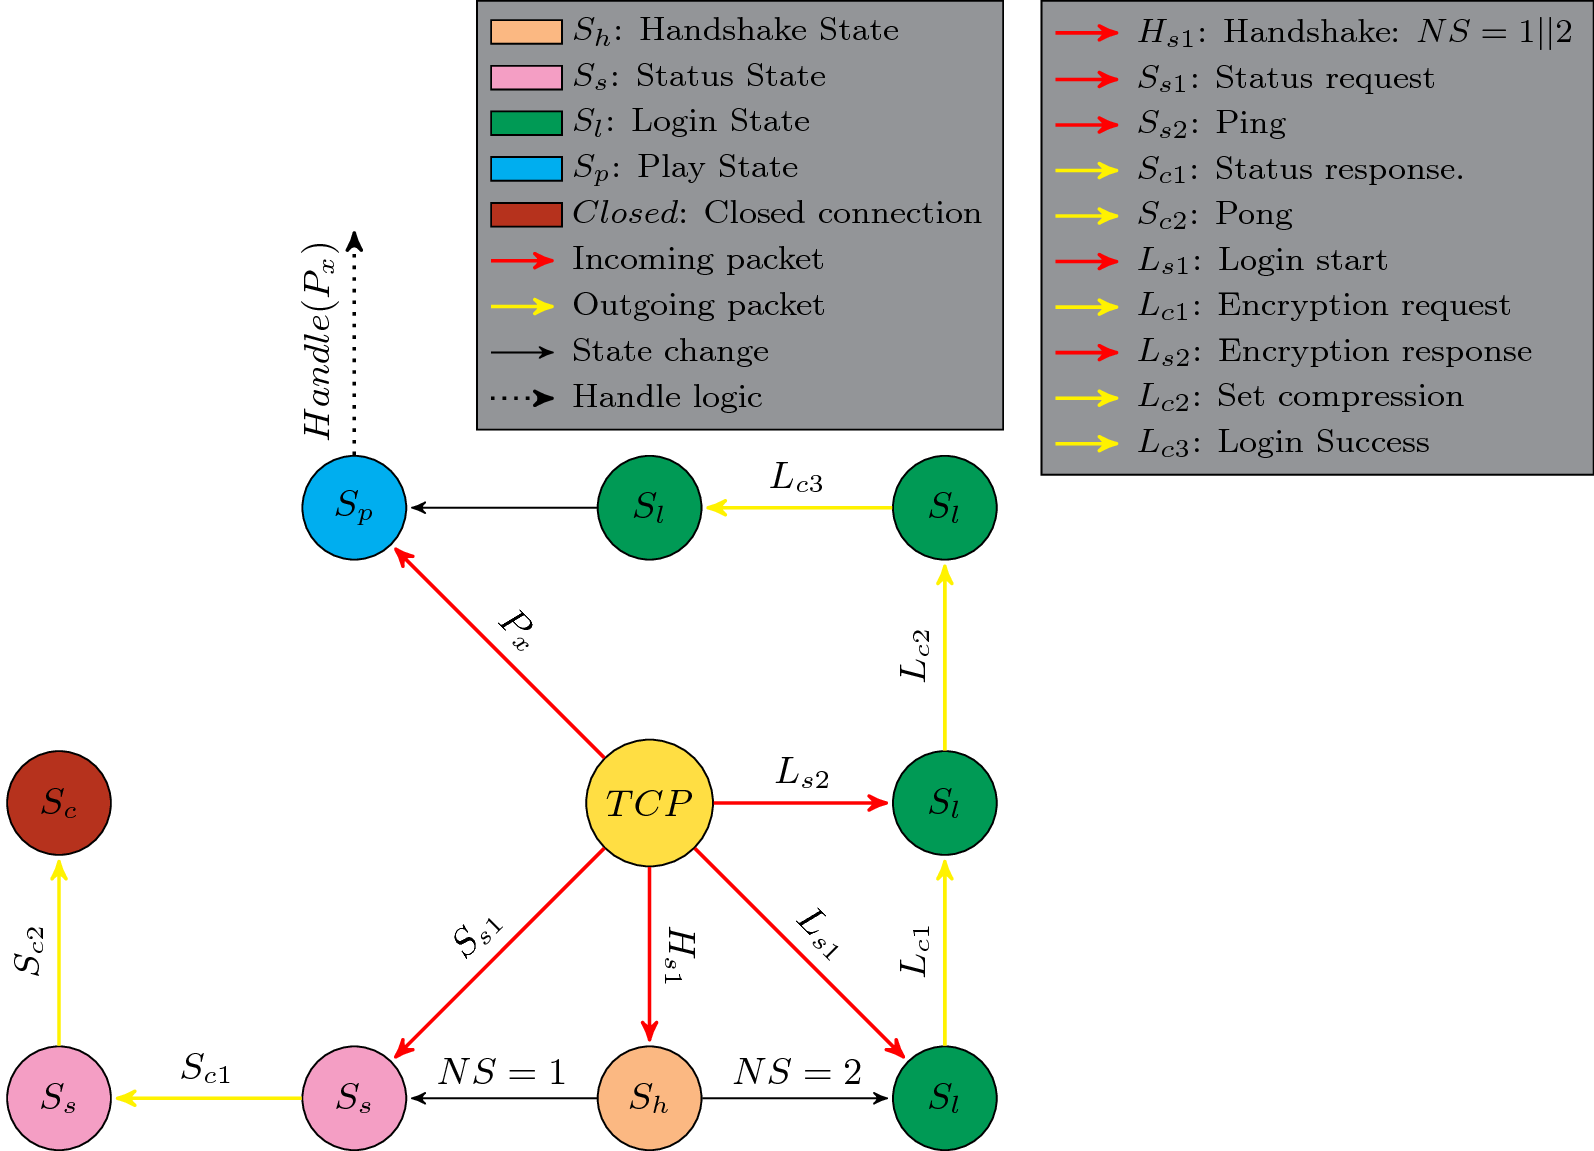 S_h: Handshake State
S_s: Status State
S_l: Login State
S_p: Play State
Closed: Closed connection
Incoming packet
Outgoing packet
State change
Handle logic
H_{s1}: Handshake: NS = 1||2
S_{s1}: Status request
S_{s2}: Ping
S_{c1}: Status response.
S_{c2}: Pong
L_{s1}: Login start
L_{c1}: Encryption request
L_{s2}: Encryption response
L_{c2}: Set compression
L_{c3}: Login Success
Handle(P_x)
S_p
S_l
L_{c3}
S_l
P_x
L_{c2}
S_c
TCP
L_{s2}
S_l
S_{c2}
S_{s1}
H_{s1}
L_{s1}
L_{c1}
S_s
S_{c1}
S_s
NS = 1
S_h
NS = 2
S_l